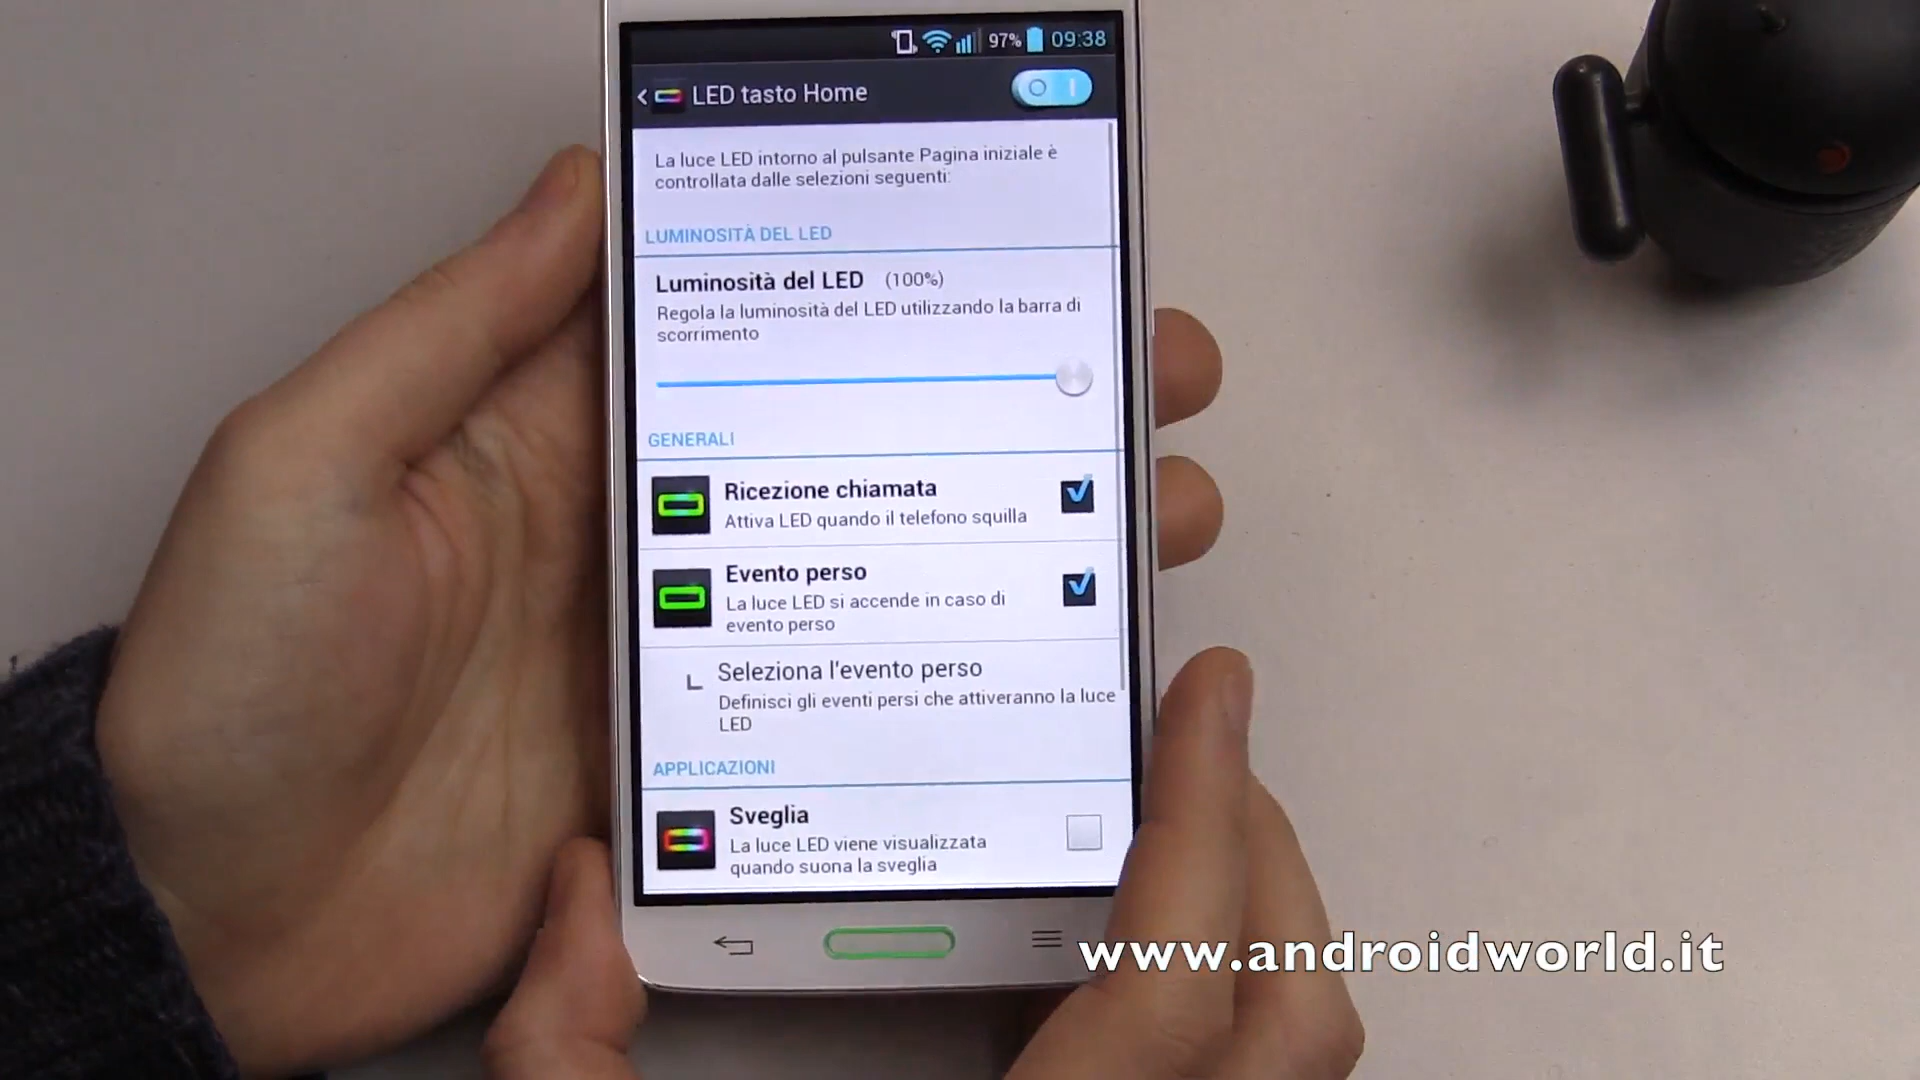 97% 09:38
LED tasto Home
La luce LED intorno al pulsante Pagina iniziale è
controllata dalle selezioni seguenti:
LUMINOSITÀ DEL LED
Luminosità del LED (100%)
Regola la luminosità del LED utilizzando la barra di
scorrimento
GENERALI
Ricezione chiamata
Attiva LED quando il telefono squilla
Evento perso
La luce LED si accende in caso di
evento perso
Seleziona l'evento perso
Definisci gli eventi persi che attiveranno la luce
LED
APPLICAZIONI
Sveglia
La luce LED viene visualizzata
quando suona la sveglia
www.androidworld.it